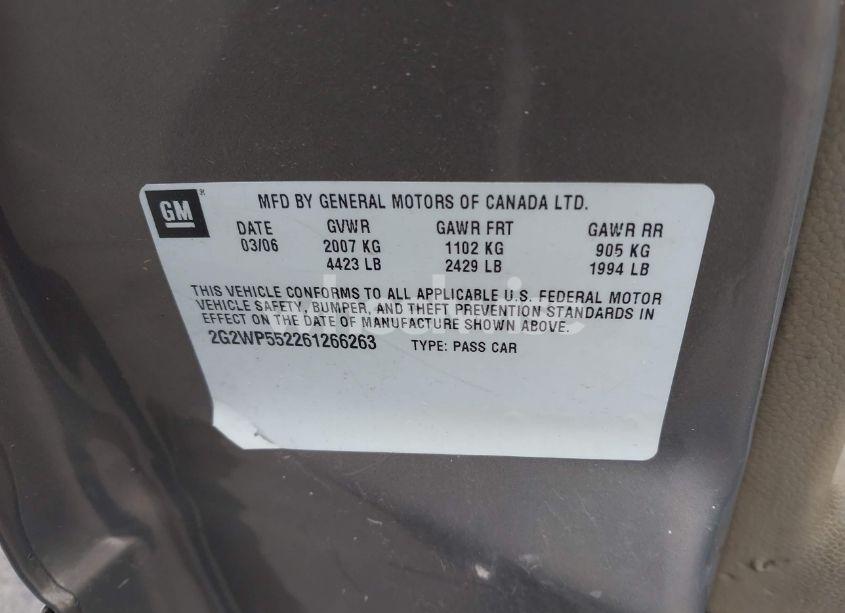 GM
MFD BY GENERAL MOTORS OF CANADA LTD.
DATE GVWR GAWR FRT GAWR RR
03/06 2007 KG 1102 KG 905 KG
4423 LB 2429 LB 1994 LB
THIS VEHICLE CONFORMS TO ALL APPLICABLE U.S. FEDERAL MOTOR
VEHICLE SAFETY, BUMPER, AND THEFT PREVENTION STANDARDS IN
EFFECT ON THE DATE OF MANUFACTURE SHOWN ABOVE.
2G2WP552261266263 TYPE: PASS CAR